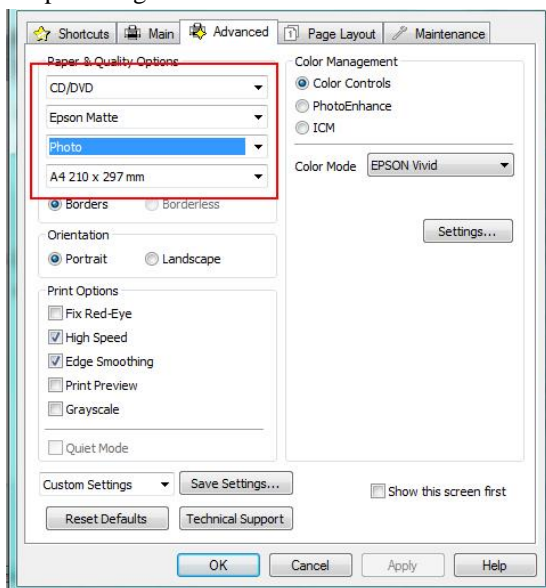 Shortcuts Main Advanced 1 Page Layout Maintenance
Paper & Quality Options
CD/DVD
Epson Matte
Photo
A4 210 x 297 mm
Borders Borderless
Orientation
Portrait Landscape
Print Options
Fix Red-Eye
High Speed
Edge Smoothing
Print Preview
Grayscale
Quiet Mode
Color Management
Color Controls
PhotoEnhance
ICM
Color Mode EPSON Vivid
Settings...
Custom Settings Save Settings... Show this screen first
Reset Defaults Technical Support
OK Cancel Apply Help